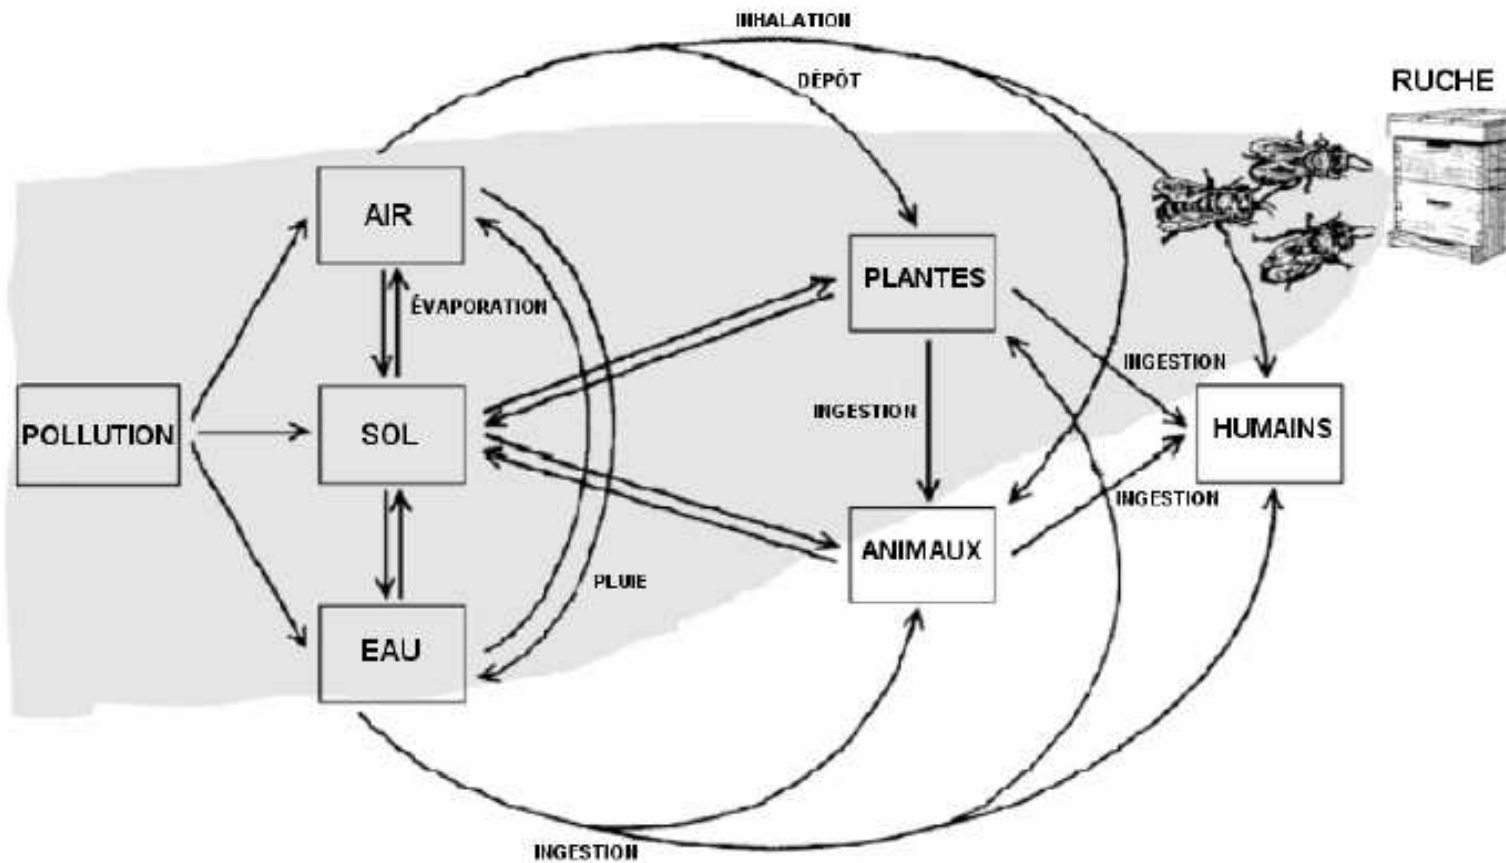 INHALATION
DÉPÔT
RUCHE
AIR
PLANTES
ÉVAPORATION
INGESTION
INGESTION
POLLUTION
SOL
HUMAINS
INGESTION
ANIMAUX
PLUIE
EAU
INGESTION